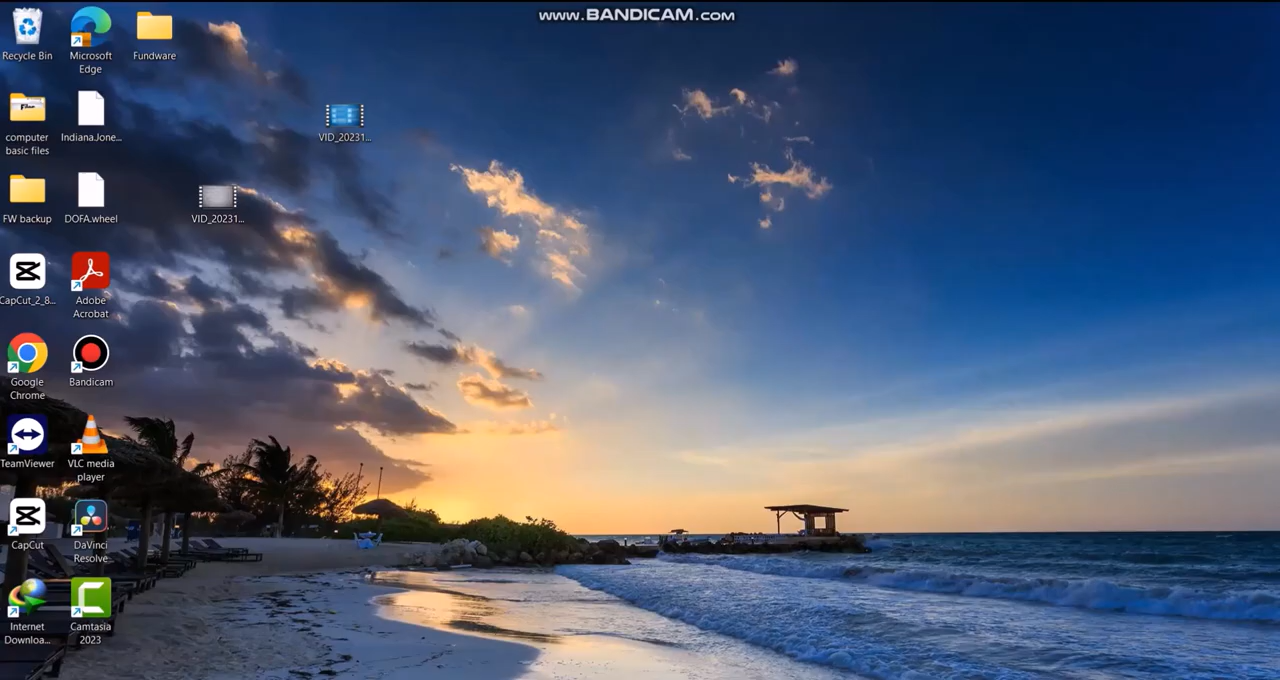 www.BANDICAM.com
Recycle Bin
Microsoft
Edge
Fundware
computer
basic files
Indiana.Jone...
VID_20231...
FW backup
DOFA.wheel
VID_20231...
CapCut_2_8...
Adobe
Acrobat
Google
Chrome
Bandicam
TeamViewer
VLC media
player
CapCut
DaVinci
Resolve
Internet
Downloa...
Camtasia
2023